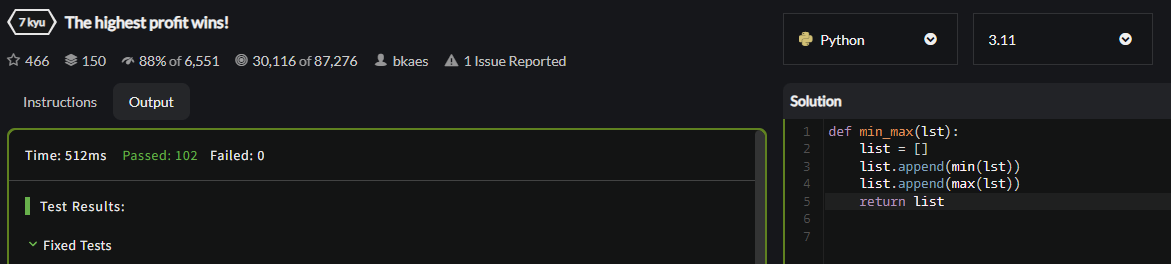 7 kyu The highest profit wins!
466 150 88% of 6,551 30,116 of 87,276 bkaes 1 Issue Reported
Instructions Output
Time: 512ms Passed: 102 Failed: 0
Test Results:
Fixed Tests
Python 3.11
Solution
1 def min_max(lst):
2     list = []
3     list.append(min(lst))
4     list.append(max(lst))
5     return list
6
7